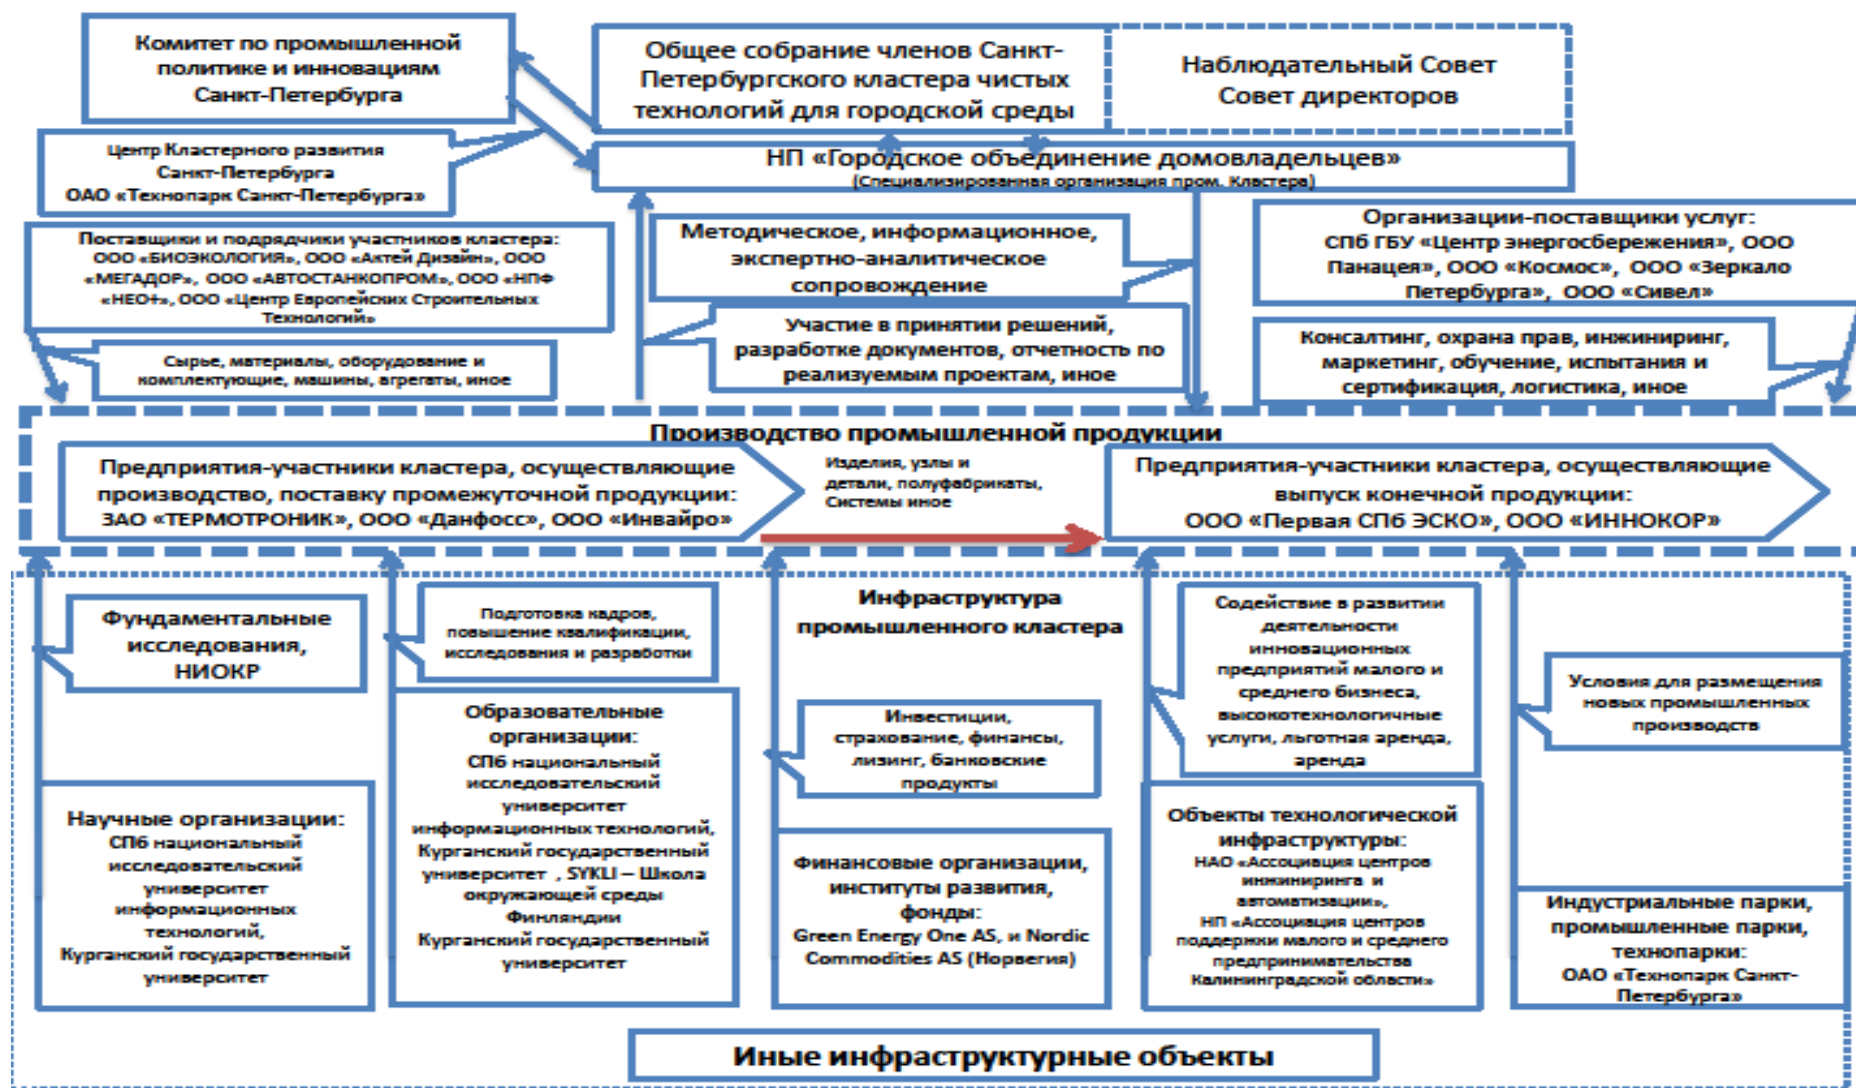 Комитет по промышленной
политике и инновациям
Санкт-Петербурга
Общее собрание членов Санкт-
Петербургского кластера чистых
технологий для городской среды
Наблюдательный Совет
Совет директоров
Центр Кластерного развития
Санкт-Петербурга
ОАО «Технопарк Санкт-Петербурга»
НП «Городское объединение домовладельцев»
(Специализированная организация пром. Кластера)
Поставщики и подрядчики участников кластера:
ООО «БИОЭКОЛОГИЯ», ООО «Актей Дизайн», ООО
«МЕГАДОР», ООО «АВТОСТАНКОПРОМ», ООО «НПФ
«НЕО+», ООО «Центр Европейских Строительных
Технологий»
Сырье, материалы, оборудование и
комплектующие, машины, агрегаты, иное
Методическое, информационное,
экспертно-аналитическое
сопровождение
Участие в принятии решений,
разработке документов, отчетность по
реализуемым проектам, иное
Организации-поставщики услуг:
СПб ГБУ «Центр энергосбережения», ООО
Панацея», ООО «Космос», ООО «Зеркало
Петербурга», ООО «Сивел»
Консалтинг, охрана прав, инжиниринг,
маркетинг, обучение, испытания и
сертификация, логистика, иное
Производство промышленной продукции
Предприятия-участники кластера, осуществляющие
производство, поставку промежуточной продукции:
ЗАО «ТЕРМОТРОНИК», ООО «Данфосс», ООО «Инвайро»
Изделия, узлы и
детали, полуфабрикаты,
Системы иное
Предприятия-участники кластера, осуществляющие
выпуск конечной продукции:
ООО «Первая СПб ЭСКО», ООО «ИННОКОР»
Инфраструктура
промышленного кластера
Фундаментальные
исследования,
НИОКР
Научные организации:
СПб национальный
исследовательский
университет
информационных
технологий,
Курганский государственный
университет
Подготовка кадров,
повышение квалификации,
исследования и разработки
Образовательные
организации:
СПб национальный
исследовательский
университет
информационных технологий,
Курганский государственный
университет , SYKLI – Школа
окружающей среды
Финляндии
Курганский государственный
университет
Инвестиции,
страхование, финансы,
лизинг, банковские
продукты
Финансовые организации,
институты развития,
фонды:
Green Energy One AS, и Nordic
Commodities AS (Норвегия)
Содействие в развитии
деятельности
инновационных
предприятий малого и
среднего бизнеса,
высокотехнологичные
услуги, льготная аренда,
аренда
Объекты технологической
инфраструктуры:
НАО «Ассоциация центров
инжиниринга и
автоматизации»,
НП «Ассоциация центров
поддержки малого и среднего
предпринимательства
Калининградской области»
Условия для размещения
новых промышленных
производств
Индустриальные парки,
промышленные парки,
технопарки:
ОАО «Технопарк Санкт-
Петербурга»
Иные инфраструктурные объекты